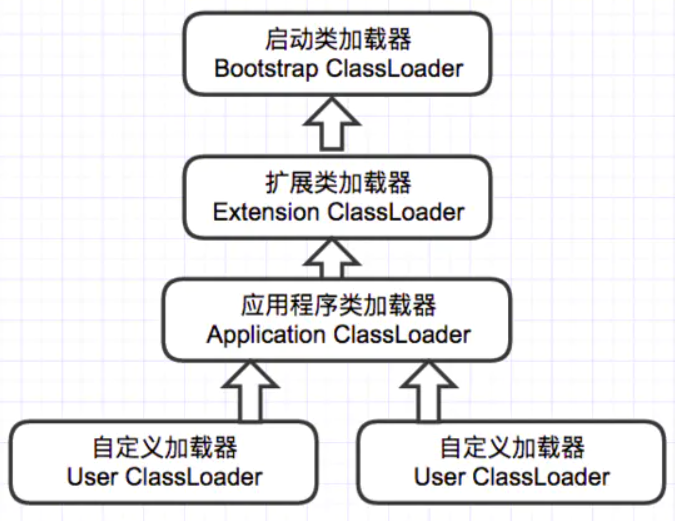 启动类加载器
Bootstrap ClassLoader
扩展类加载器
Extension ClassLoader
应用程序类加载器
Application ClassLoader
自定义加载器
User ClassLoader
自定义加载器
User ClassLoader